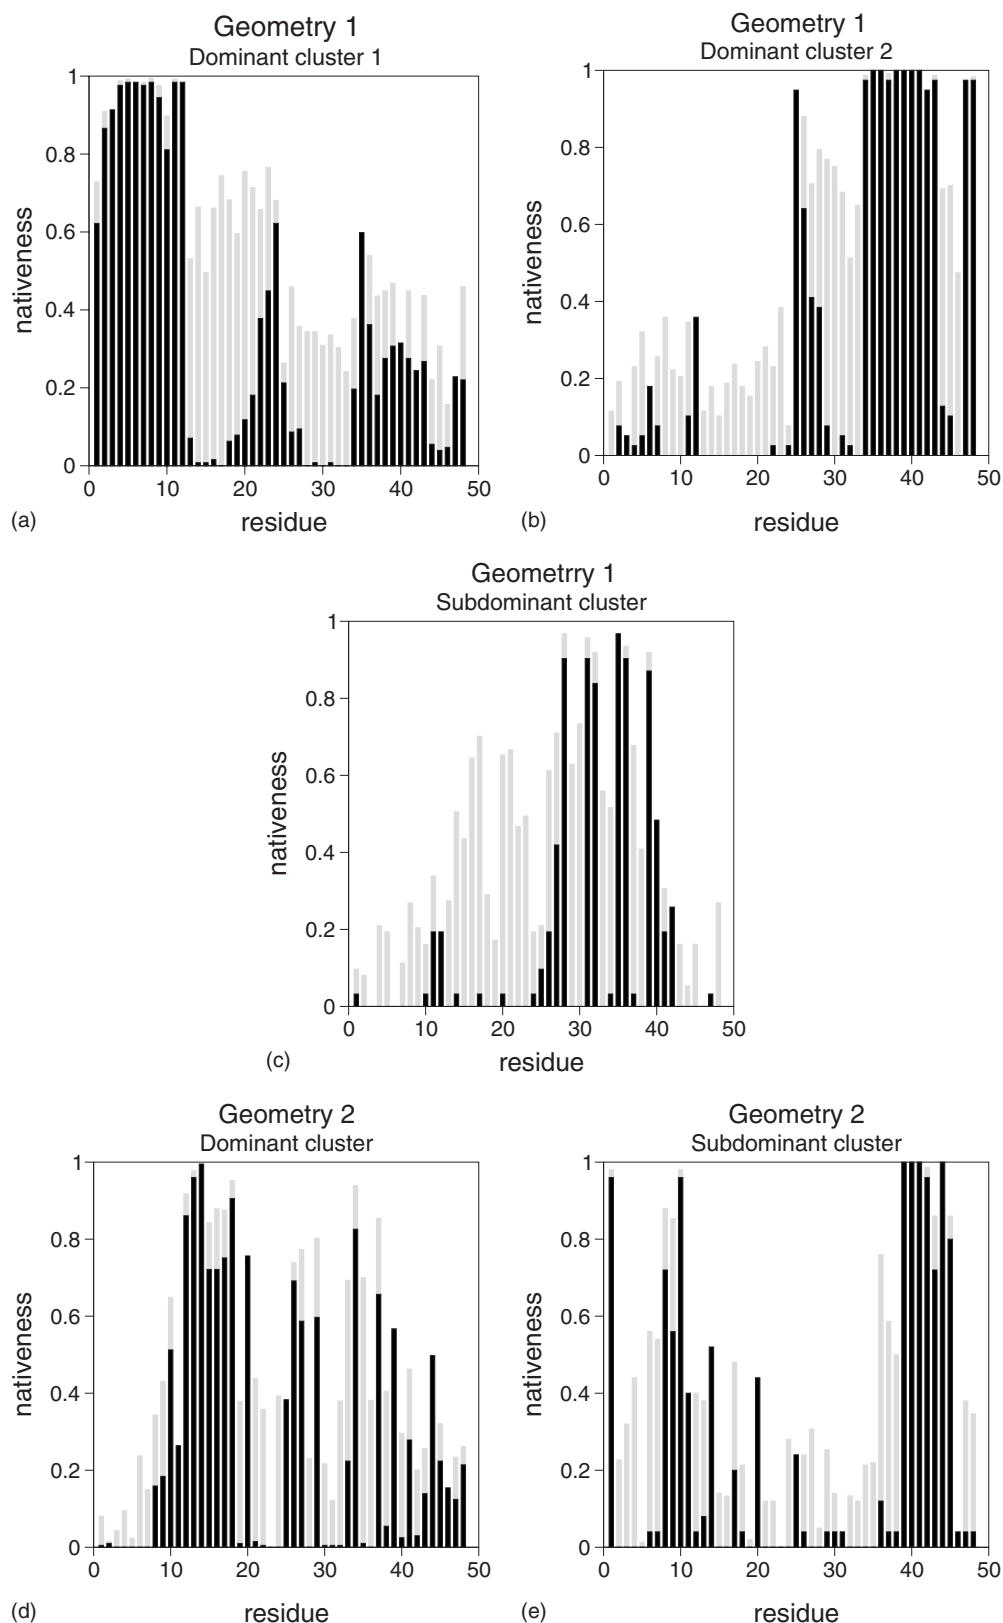 Geometry 1
Dominant cluster 1
1
0.8
0.6
0.4
0.2
0
nativeness
0 10 20 30 40 50
residue
(a)
Geometry 1
Dominant cluster 2
1
0.8
0.6
0.4
0.2
0
nativeness
0 10 20 30 40 50
residue
(b)
Geometrry 1
Subdominant cluster
1
0.8
0.6
0.4
0.2
0
nativeness
0 10 20 30 40 50
residue
(c)
Geometry 2
Dominant cluster
1
0.8
0.6
0.4
0.2
0
nativeness
0 10 20 30 40 50
residue
(d)
Geometry 2
Subdominant cluster
1
0.8
0.6
0.4
0.2
0
nativeness
0 10 20 30 40 50
residue
(e)